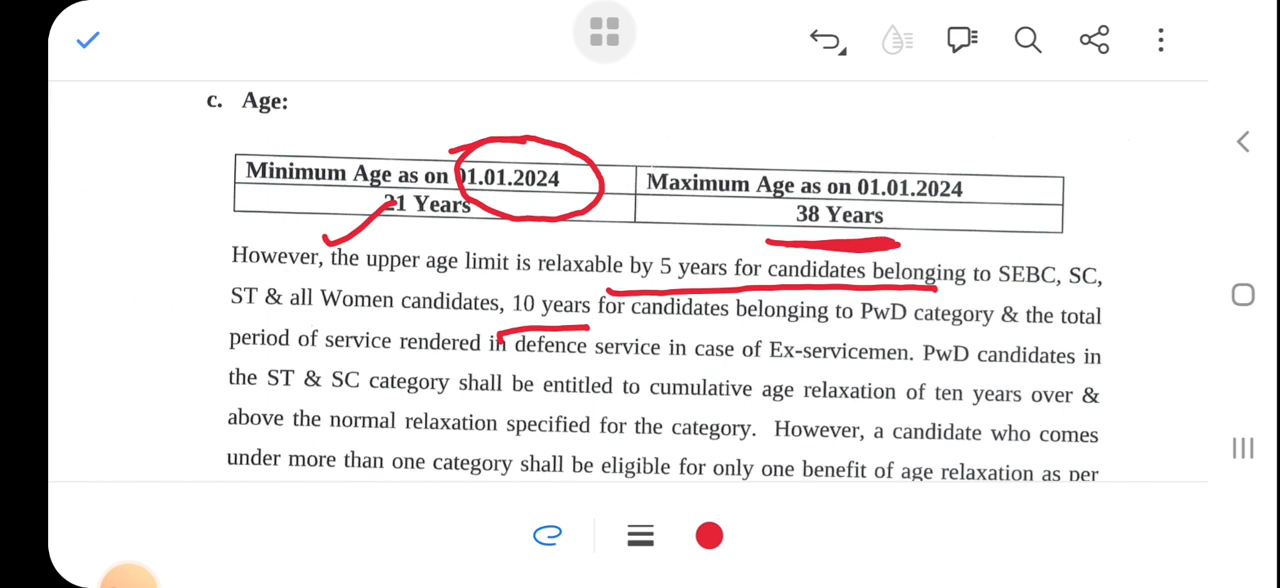 c. Age:
Minimum Age as on 01.01.2024
Maximum Age as on 01.01.2024
21 Years
38 Years
However, the upper age limit is relaxable by 5 years for candidates belonging to SEBC, SC,
ST & all Women candidates, 10 years for candidates belonging to PwD category & the total
period of service rendered in defence service in case of Ex-servicemen. PwD candidates in
the ST & SC category shall be entitled to cumulative age relaxation of ten years over &
above the normal relaxation specified for the category. However, a candidate who comes
under more than one category shall be eligible for only one benefit of age relaxation as per